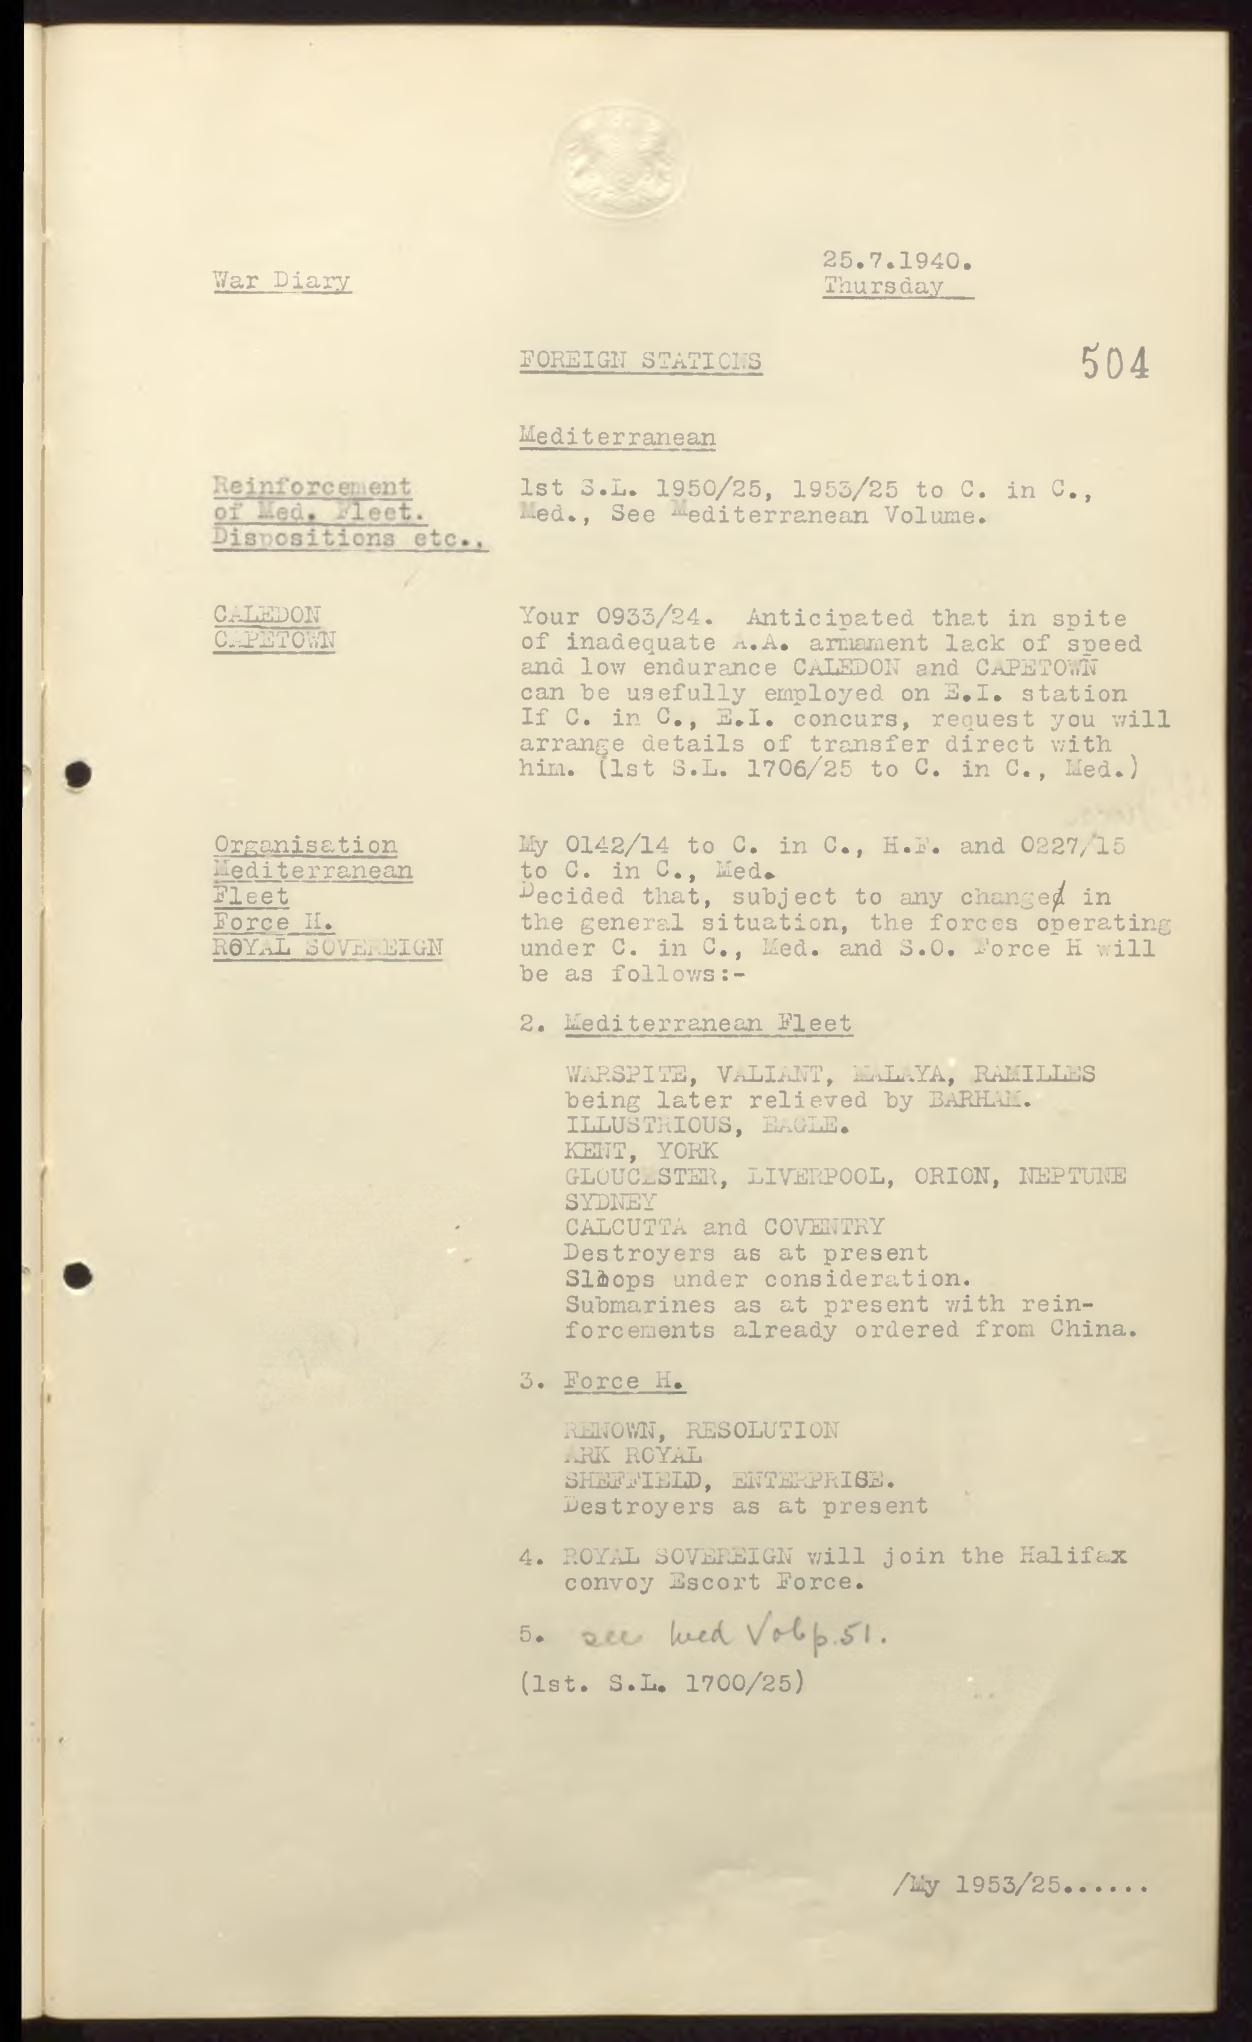 War Diary
25.7.1940.
Thursday
FOREIGN STATIONS
504
Mediterranean
Reinforcement
of Med. Fleet.
Dispositions etc.,
1st S.L. 1950/25, 1953/25 to C. in C.,
Med., See Mediterranean Volume.
CALEDON
CAPETOWN
Your 0933/24. Anticipated that in spite
of inadequate A.A. armament lack of speed
and low endurance CALEDON and CAPETOWN
can be usefully employed on E.I. station
If C. in C., E.I. concurs, request you will
arrange details of transfer direct with
him. (1st S.L. 1706/25 to C. in C., Med.)
Organisation
Mediterranean
Fleet
Force H.
ROYAL SOVEREIGN
My 0142/14 to C. in C., H.F. and 0227/15
to C. in C., Med.
Decided that, subject to any change in
the general situation, the forces operating
under C. in C., Med. and S.O. Force H will
be as follows:-
2. Mediterranean Fleet
WARSPITE, VALIANT, MALAYA, RAMILLES
being later relieved by BARHAM.
ILLUSTRIOUS, EAGLE.
KENT, YORK
GLOUCESTER, LIVERPOOL, ORION, NEPTUNE
SYDNEY
CALCUTTA and COVENTRY
Destroyers as at present
Sloops under consideration.
Submarines as at present with rein-
forcements already ordered from China.
3. Force H.
RENOWN, RESOLUTION
ARK ROYAL
SHEFFIELD, ENTERPRISE.
Destroyers as at present
4. ROYAL SOVEREIGN will join the Halifax
convoy Escort Force.
5. see Med Vol p.51.
(1st. S.L. 1700/25)
/My 1953/25......